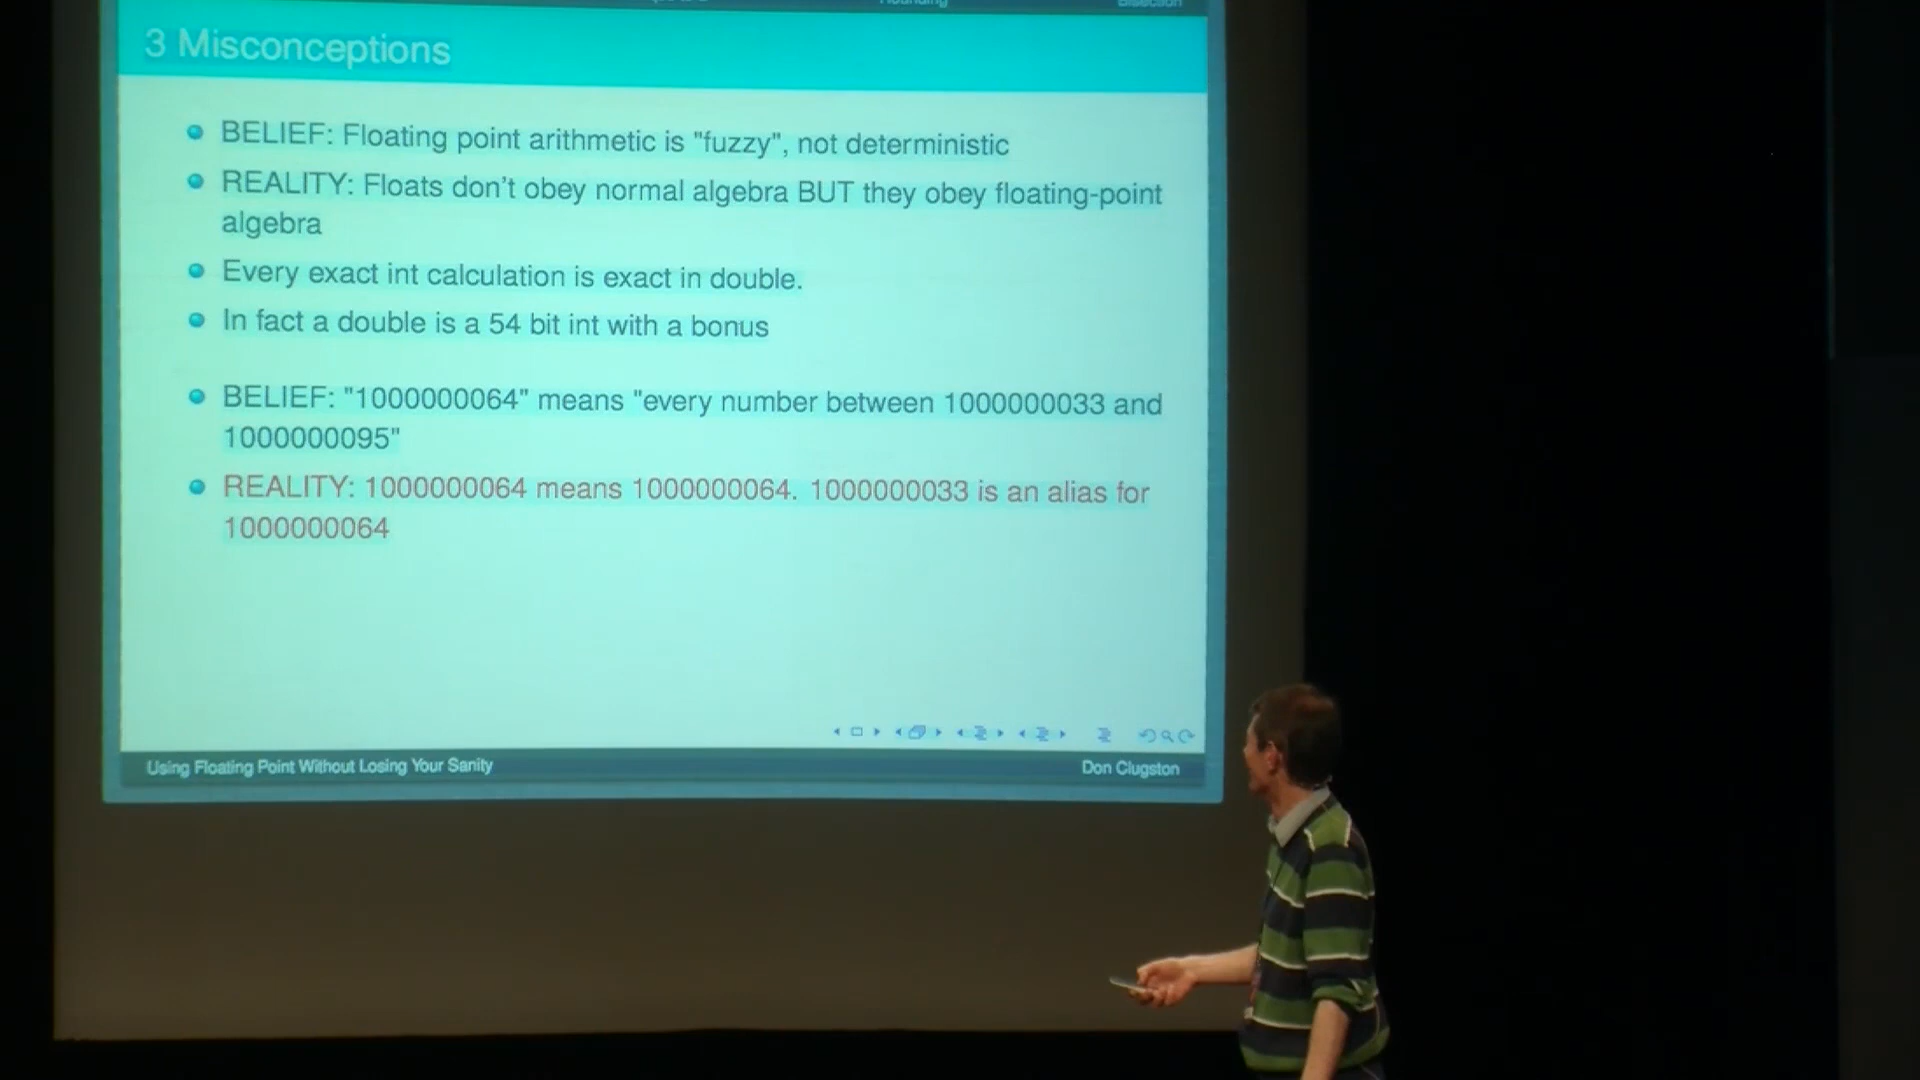 Rounding
Bisection
3 Misconceptions
BELIEF: Floating point arithmetic is "fuzzy", not deterministic
REALITY: Floats don't obey normal algebra BUT they obey floating-point
algebra
Every exact int calculation is exact in double.
In fact a double is a 54 bit int with a bonus
BELIEF: "1000000064" means "every number between 1000000033 and
1000000095"
REALITY: 1000000064 means 1000000064. 1000000033 is an alias for
1000000064
Using Floating Point Without Losing Your Sanity
Don Clugston